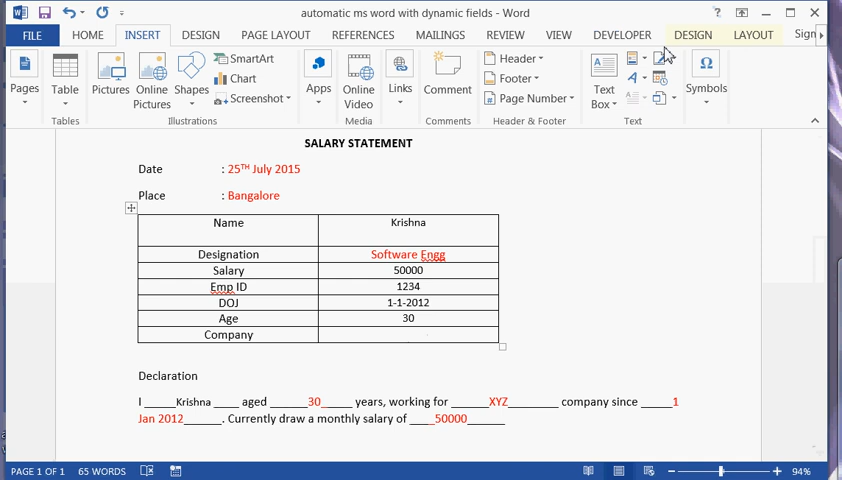 automatic ms word with dynamic fields - Word
FILE HOME INSERT DESIGN PAGE LAYOUT REFERENCES MAILINGS REVIEW VIEW DEVELOPER DESIGN LAYOUT Sign
Pages
Table
Pictures
Online Pictures
Shapes
SmartArt
Chart
Screenshot
Apps
Online Video
Links
Comment
Header
Footer
Page Number
Text Box
Symbols
Tables Illustrations Media Comments Header & Footer Text
SALARY STATEMENT
Date : 25TH July 2015
Place : Bangalore
Name Krishna
Designation Software Engg
Salary 50000
Emp ID 1234
DOJ 1-1-2012
Age 30
Company
Declaration
I _____Krishna ____ aged ______30_ ____ years, working for ______XYZ________ company since _____1
Jan 2012______. Currently draw a monthly salary of ____50000______
PAGE 1 OF 1 65 WORDS 94%